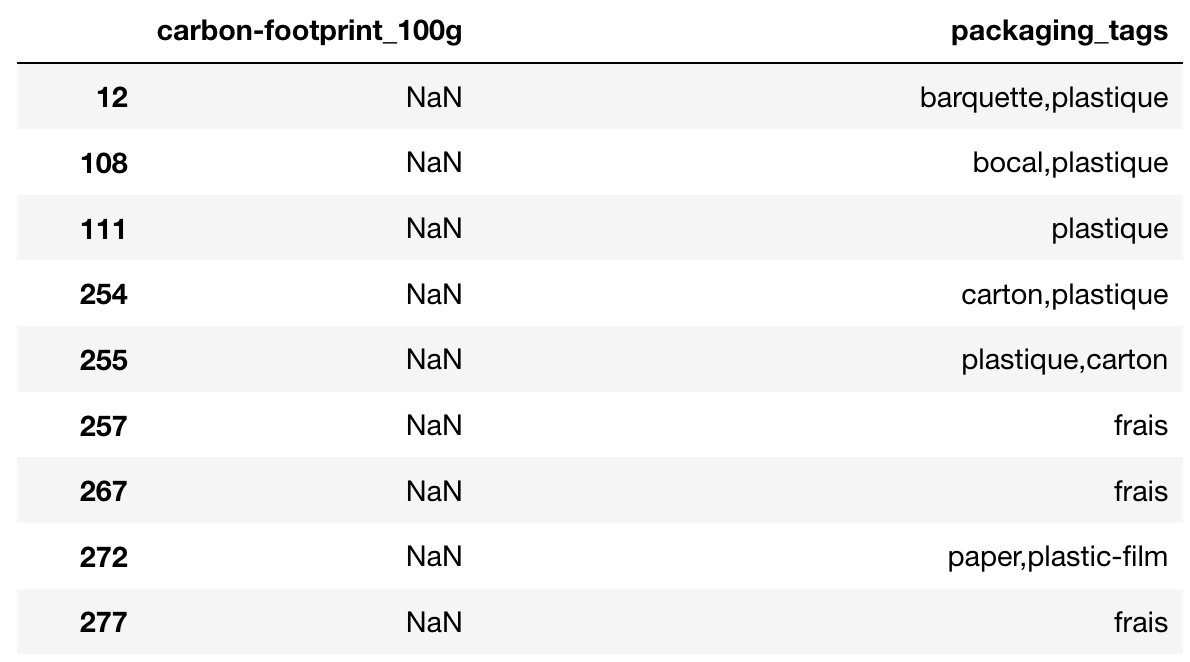 carbon-footprint_100g packaging_tags
12 NaN barquette,plastique
108 NaN bocal,plastique
111 NaN plastique
254 NaN carton,plastique
255 NaN plastique,carton
257 NaN frais
267 NaN frais
272 NaN paper,plastic-film
277 NaN frais